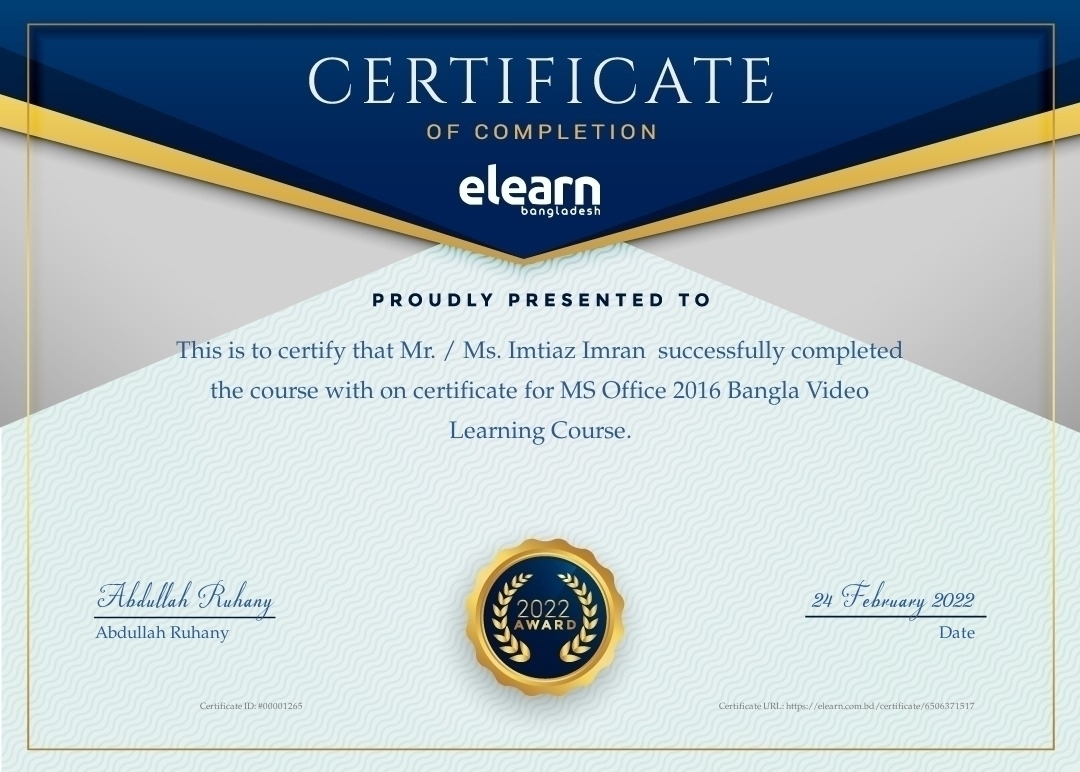 CERTIFICATE
OF COMPLETION
elearn
bangladesh
PROUDLY PRESENTED TO
This is to certify that Mr. / Ms. Imtiaz Imran successfully completed
the course with on certificate for MS Office 2016 Bangla Video
Learning Course.
2022
AWARD
Abdullah Ruhany
Abdullah Ruhany
24 February 2022
Date
Certificate ID: #00001265
Certificate URL: https://elearn.com.bd/certificate/6506371517